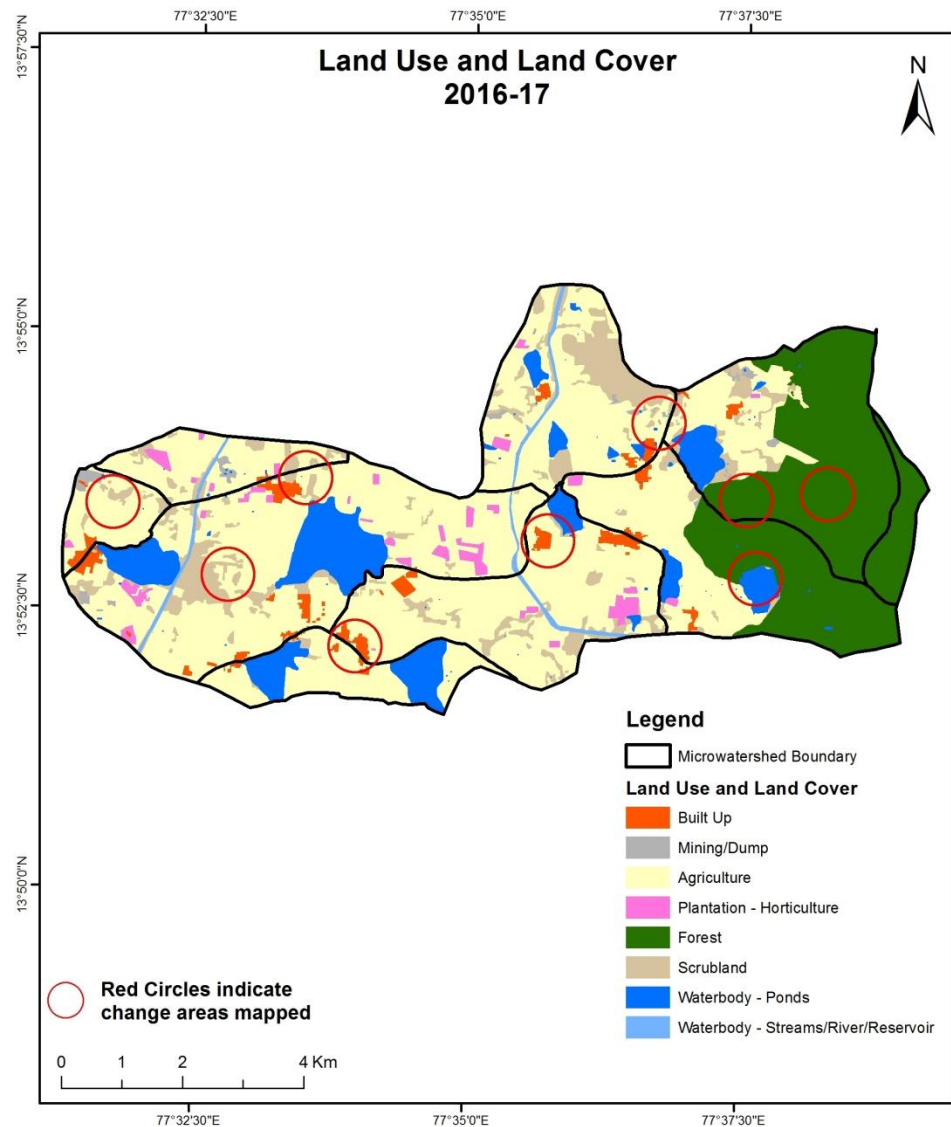 77°32'30"E
77°35'0"E
77°37'30"E
13°57'30"N
Land Use and Land Cover
2016-17
N
13°55'0"N
13°52'30"N
13°50'0"N
Legend
Microwatershed Boundary
Land Use and Land Cover
Built Up
Mining/Dump
Agriculture
Plantation - Horticulture
Forest
Scrubland
Waterbody - Ponds
Waterbody - Streams/River/Reservoir
Red Circles indicate
change areas mapped
0 1 2 4 Km
77°32'30"E
77°35'0"E
77°37'30"E